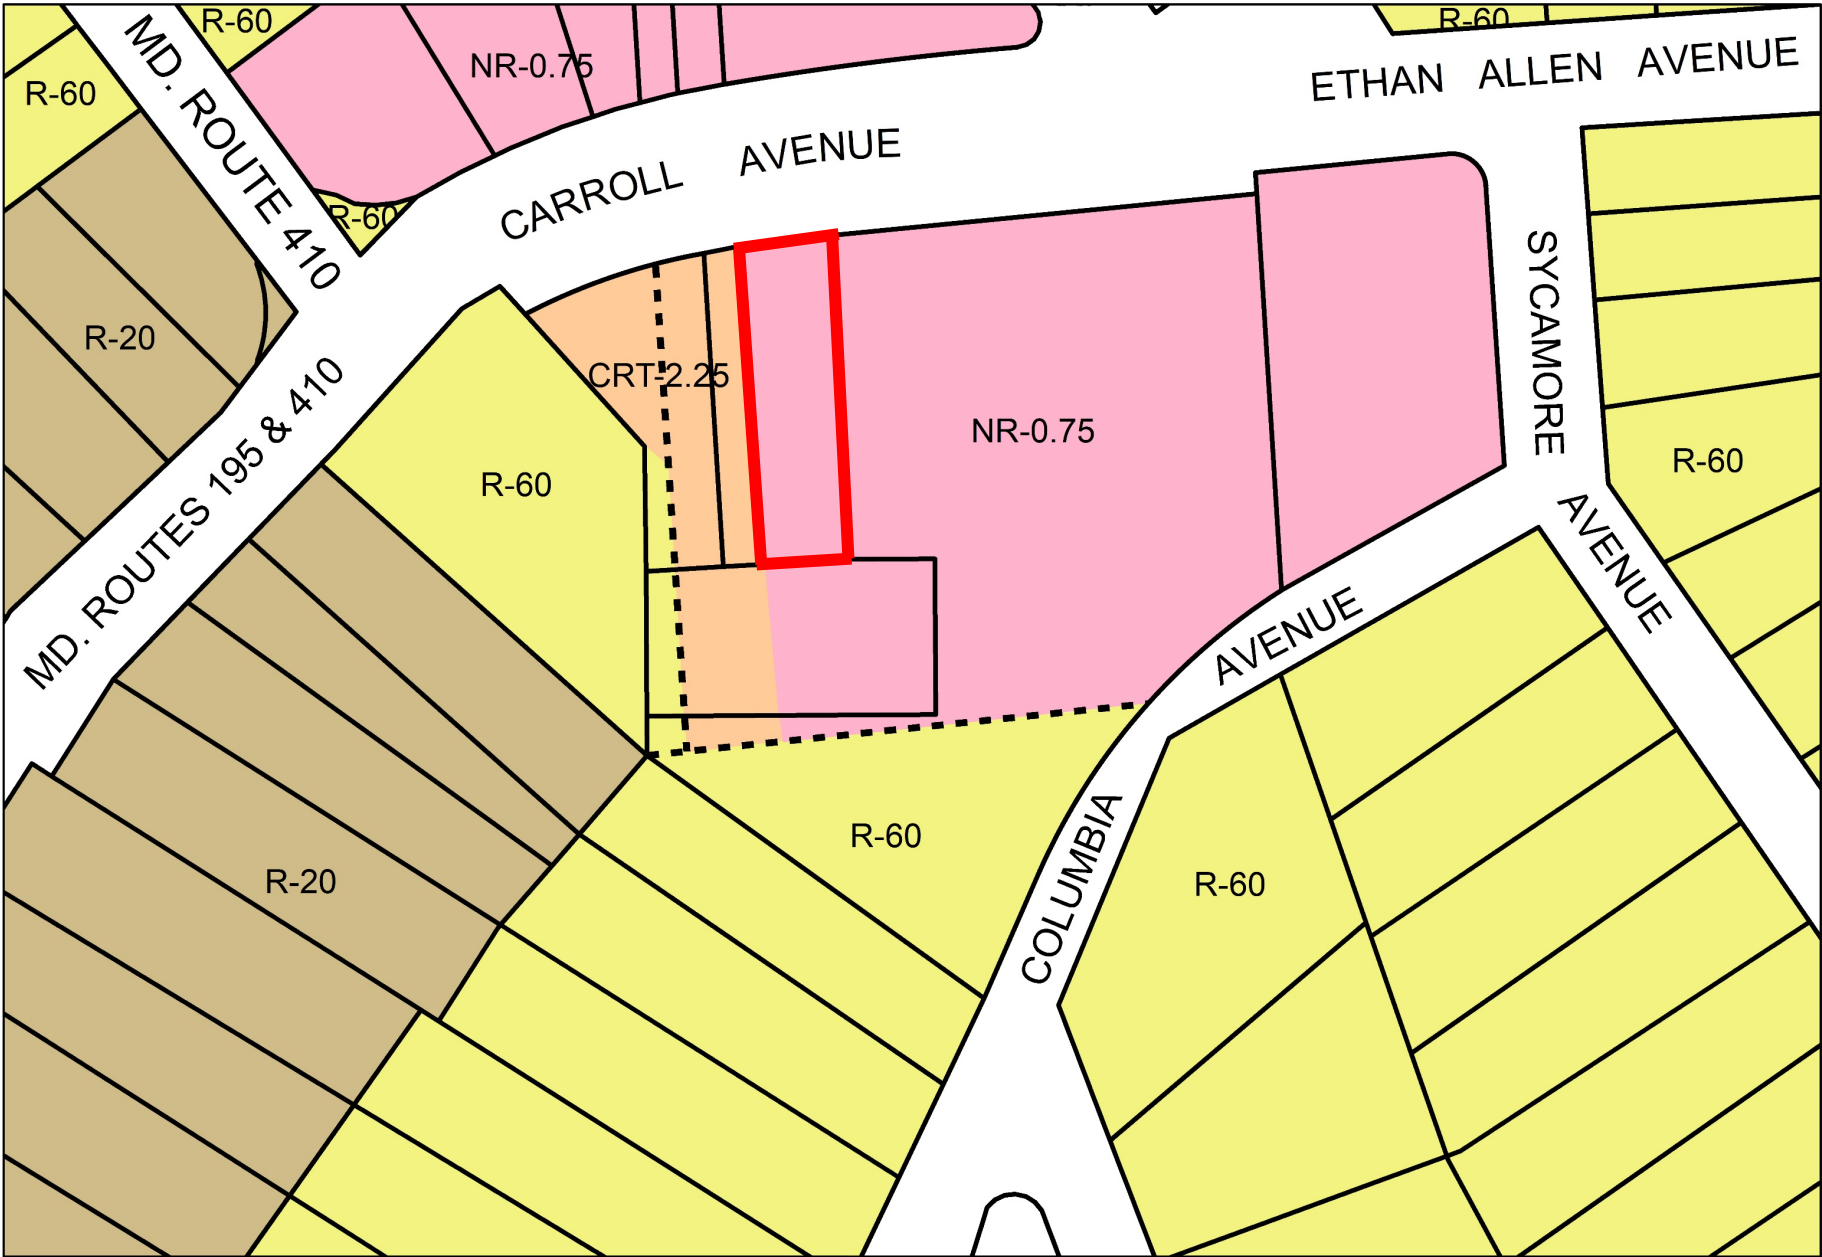 R-60
R-60
NR-0.75
R-60
ETHAN ALLEN AVENUE
MD. ROUTE 410
CARROLL AVENUE
R-60
R-20
CRT-2.25
NR-0.75
SYCAMORE AVENUE
R-60
R-60
MD. ROUTES 195 & 410
COLUMBIA AVENUE
R-60
R-20
R-60